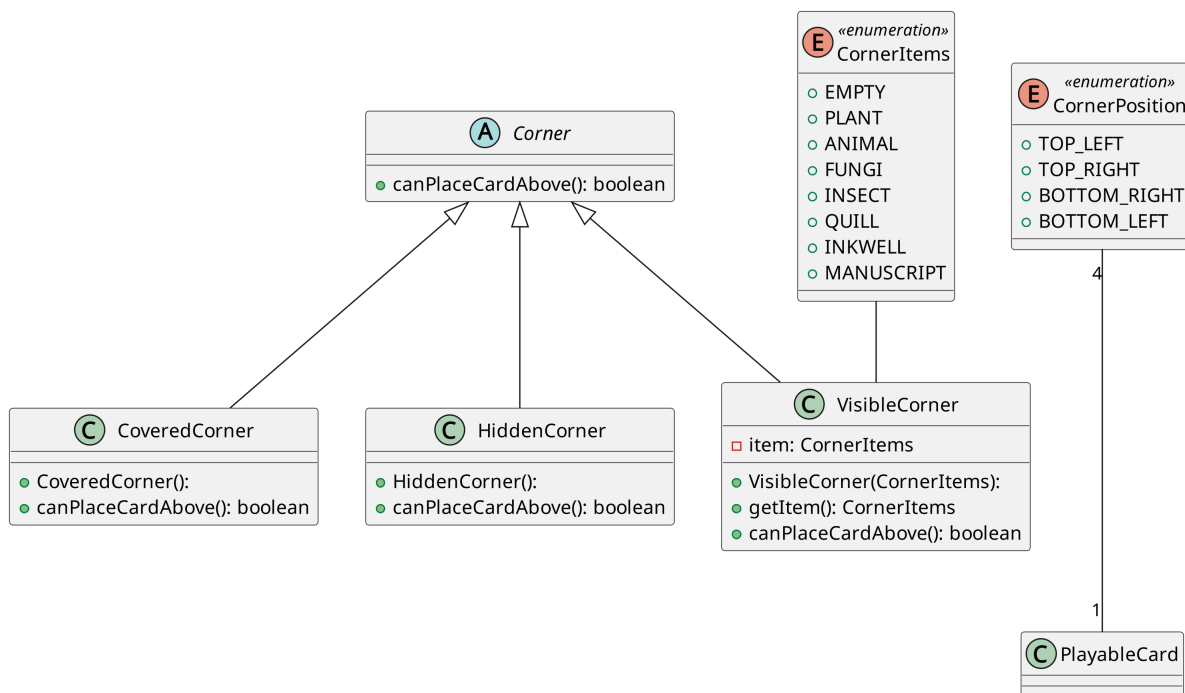 A Corner
canPlaceCardAbove(): boolean
E «enumeration»
CornerItems
EMPTY
PLANT
ANIMAL
FUNGI
INSECT
QUILL
INKWELL
MANUSCRIPT
E «enumeration»
CornerPosition
TOP_LEFT
TOP_RIGHT
BOTTOM_RIGHT
BOTTOM_LEFT
4
C CoveredCorner
CoveredCorner():
canPlaceCardAbove(): boolean
C HiddenCorner
HiddenCorner():
canPlaceCardAbove(): boolean
C VisibleCorner
item: CornerItems
VisibleCorner(CornerItems):
getItem(): CornerItems
canPlaceCardAbove(): boolean
1
C PlayableCard